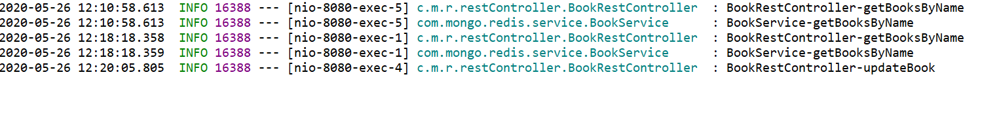 2020-05-26 12:10:58.613  INFO 16388 --- [nio-8080-exec-5] c.m.r.restController.BookRestController  : BookRestController-getBooksByName
2020-05-26 12:10:58.613  INFO 16388 --- [nio-8080-exec-5] com.mongo.redis.service.BookService      : BookService-getBooksByName
2020-05-26 12:18:18.358  INFO 16388 --- [nio-8080-exec-1] c.m.r.restController.BookRestController  : BookRestController-getBooksByName
2020-05-26 12:18:18.359  INFO 16388 --- [nio-8080-exec-1] com.mongo.redis.service.BookService      : BookService-getBooksByName
2020-05-26 12:20:05.805  INFO 16388 --- [nio-8080-exec-4] c.m.r.restController.BookRestController  : BookRestController-updateBook